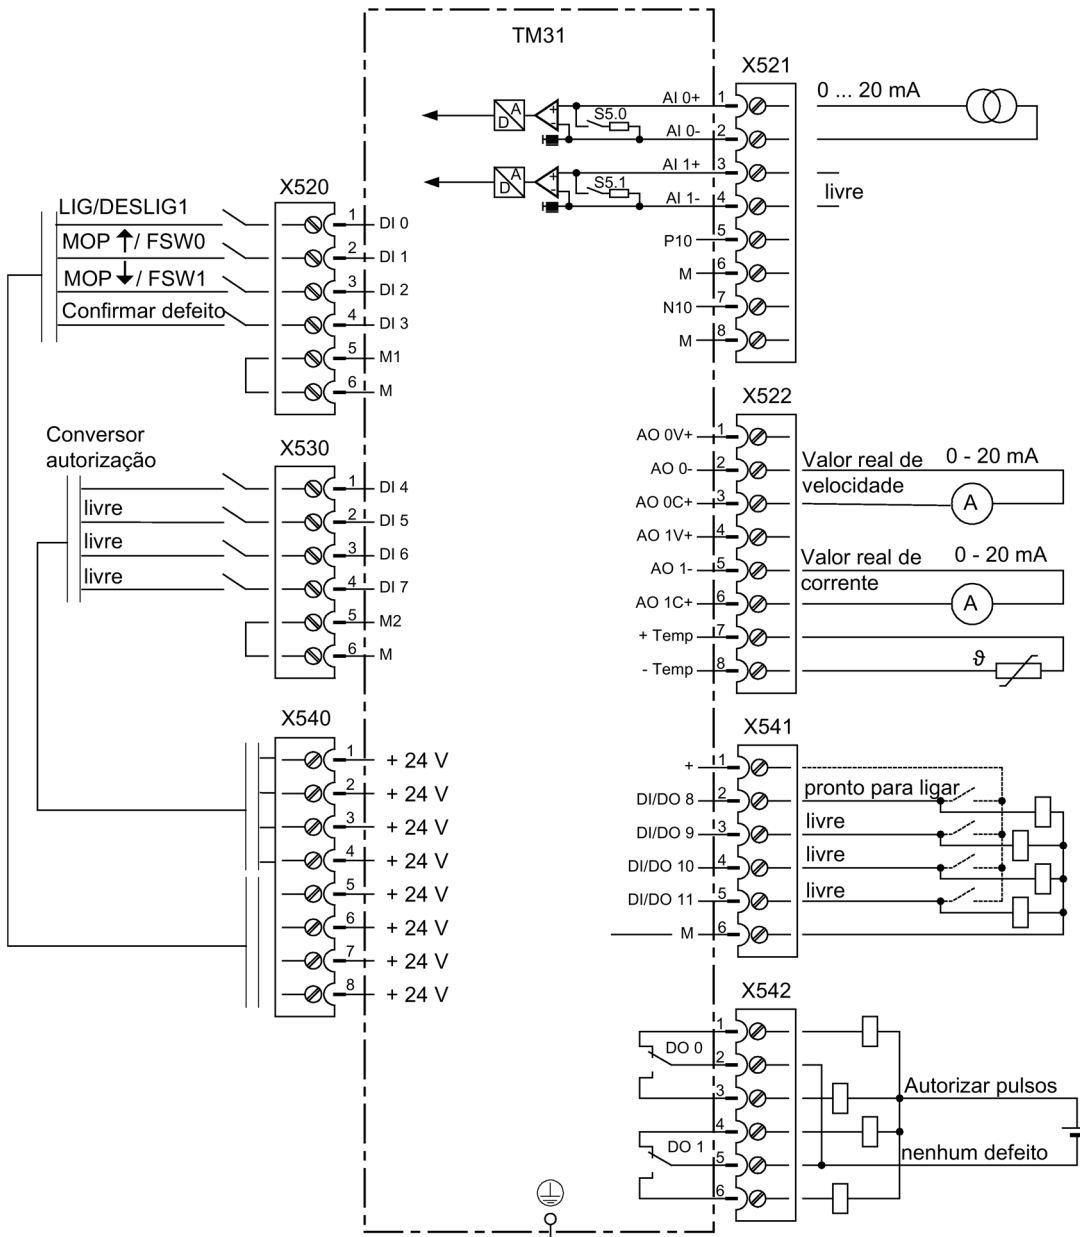 TM31
X520
LIG/DESLIG1
1 DI 0
MOP / FSW0
2 DI 1
MOP / FSW1
3 DI 2
Confirmar defeito
4 DI 3
5 M1
6 M
Conversor
autorização
X530
1 DI 4
livre
2 DI 5
livre
3 DI 6
livre
4 DI 7
5 M2
6 M
X540
1 + 24 V
2 + 24 V
3 + 24 V
4 + 24 V
5 + 24 V
6 + 24 V
7 + 24 V
8 + 24 V
X521
A
D
+
-
S5.0
AI 0+ 1
0 ... 20 mA
AI 0- 2
A
D
+
-
S5.1
AI 1+ 3
livre
AI 1- 4
P10 5
M 6
N10 7
M 8
X522
AO 0V+ 1
AO 0- 2
Valor real de 0 - 20 mA
velocidade
AO 0C+ 3
A
AO 1V+ 4
AO 1- 5
Valor real de 0 - 20 mA
corrente
AO 1C+ 6
A
+ Temp 7
- Temp 8
ϑ
X541
+ 1
DI/DO 8 2
pronto para ligar
DI/DO 9 3
livre
DI/DO 10 4
livre
DI/DO 11 5
livre
M 6
X542
1
DO 0
2
3
Autorizar pulsos
4
DO 1
5
nenhum defeito
6